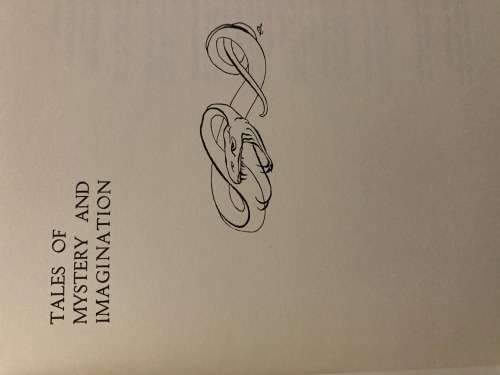 TALES OF
MYSTERY AND
IMAGINATION